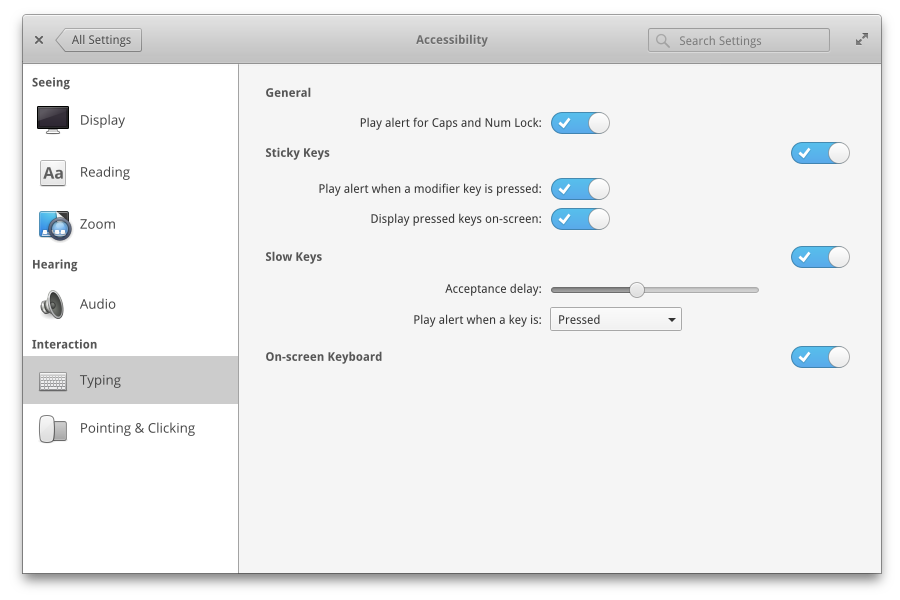 All Settings
Accessibility
Search Settings
Seeing
Display
Aa
Reading
Zoom
Hearing
Audio
Interaction
Typing
Pointing & Clicking
General
Play alert for Caps and Num Lock:
Sticky Keys
Play alert when a modifier key is pressed:
Display pressed keys on-screen:
Slow Keys
Acceptance delay:
Play alert when a key is: Pressed
On-screen Keyboard